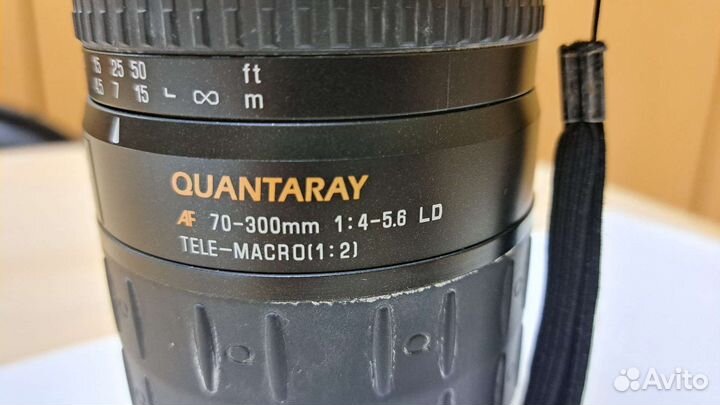 15 25 50 ft
4.5 7 15 ∞ m
QUANTARAY
AF 70-300mm 1:4-5.6 LD
TELE-MACRO(1:2)
Avito